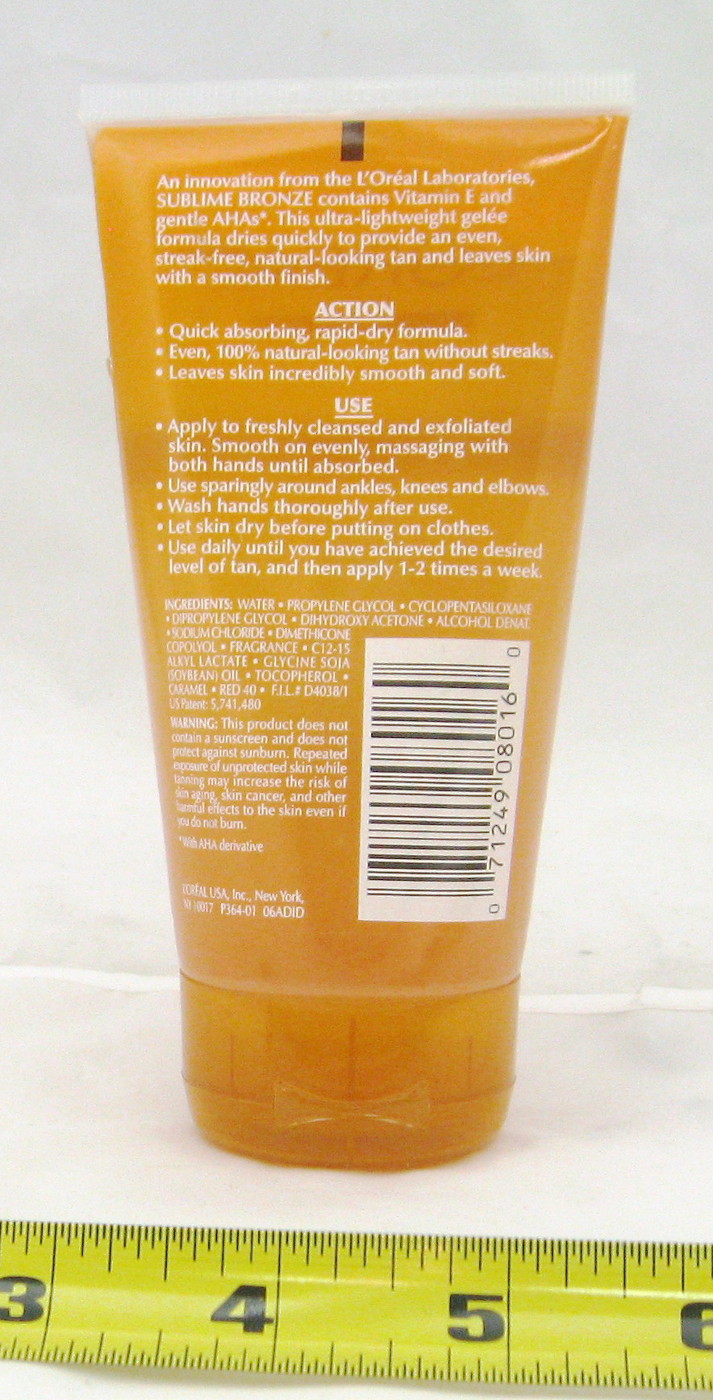 An innovation from the L'Oréal Laboratories,
SUBLIME BRONZE contains Vitamin E and
gentle AHAs*. This ultra-lightweight gelée
formula dries quickly to provide an even,
streak-free, natural-looking tan and leaves skin
with a smooth finish.
ACTION
• Quick absorbing, rapid-dry formula.
• Even, 100% natural-looking tan without streaks.
• Leaves skin incredibly smooth and soft.
USE
• Apply to freshly cleansed and exfoliated
skin. Smooth on evenly, massaging with
both hands until absorbed.
• Use sparingly around ankles, knees and elbows.
• Wash hands thoroughly after use.
• Let skin dry before putting on clothes.
• Use daily until you have achieved the desired
level of tan, and then apply 1-2 times a week.
INGREDIENTS: WATER • PROPYLENE GLYCOL • CYCLOPENTASILOXANE
• DIPROPYLENE GLYCOL • DIHYDROXY ACETONE • ALCOHOL DENAT.
• SODIUM CHLORIDE • DIMETHICONE
COPOLYOL • FRAGRANCE • C12-15
ALKYL LACTATE • GLYCINE SOJA
(SOYBEAN) OIL • TOCOPHEROL •
CARAMEL • RED 40 • F.I.L.# D4038/1
US Patent: 5,741,480
WARNING: This product does not
contain a sunscreen and does not
protect against sunburn. Repeated
exposure of unprotected skin while
tanning may increase the risk of
skin aging, skin cancer, and other
harmful effects to the skin even if
you do not burn.
*With AHA derivative
L'ORÉAL USA, Inc., New York,
NY 10017 P364-01 06ADID
0 71249 08016 0
3 4 5 6